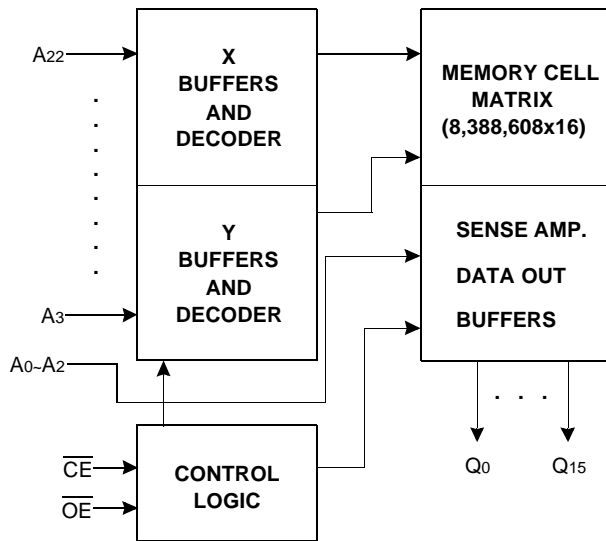 A22
X
BUFFERS
AND
DECODER
MEMORY CELL
MATRIX
(8,388,608x16)
Y
BUFFERS
AND
DECODER
SENSE AMP.
DATA OUT
BUFFERS
A3
A0~A2
CE
OE
CONTROL
LOGIC
Q0
Q15